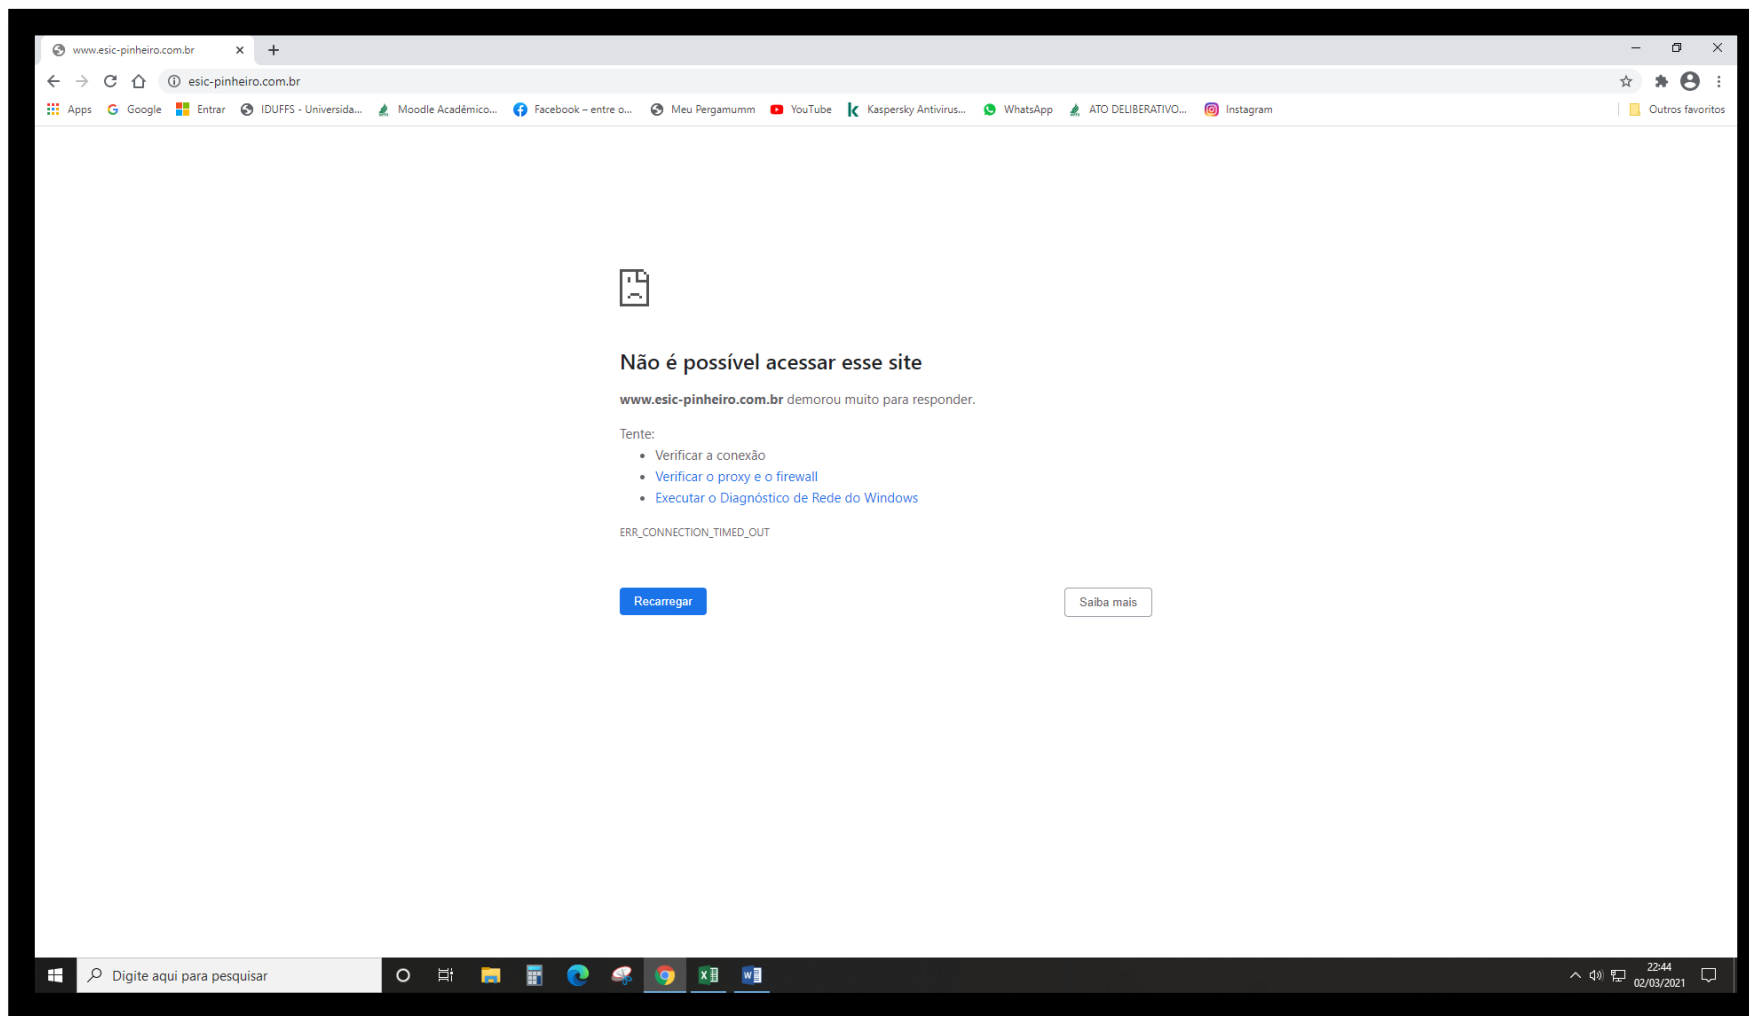 www.esic-pinheiro.com.br
esic-pinheiro.com.br
Apps Google Entrar IDUFFS - Universida... Moodle Acadêmico... Facebook – entre o... Meu Pergamumm YouTube Kaspersky Antivirus... WhatsApp ATO DELIBERATIVO... Instagram Outros favoritos
Não é possível acessar esse site
www.esic-pinheiro.com.br demorou muito para responder.
Tente:
• Verificar a conexão
• Verificar o proxy e o firewall
• Executar o Diagnóstico de Rede do Windows
ERR_CONNECTION_TIMED_OUT
Recarregar Saiba mais
Digite aqui para pesquisar
22:44
02/03/2021